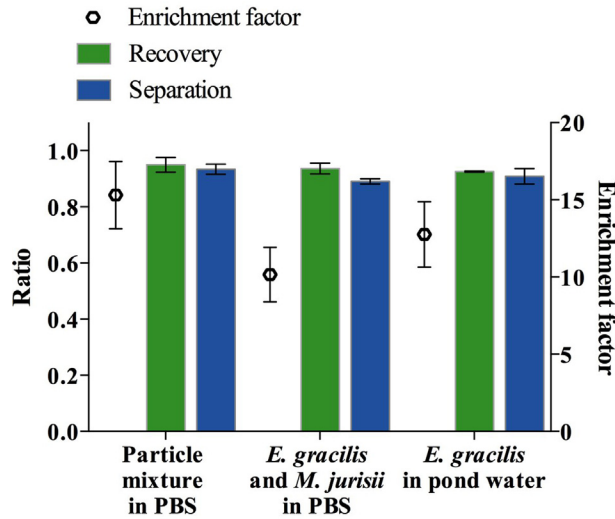 Enrichment factor
Recovery
Separation
1.0
0.8
0.6
0.4
0.2
0.0
Ratio
20
15
10
5
0
Enrichment factor
Particle
mixture
in PBS
E. gracilis
and M. jurisii
in PBS
E. gracilis
in pond water